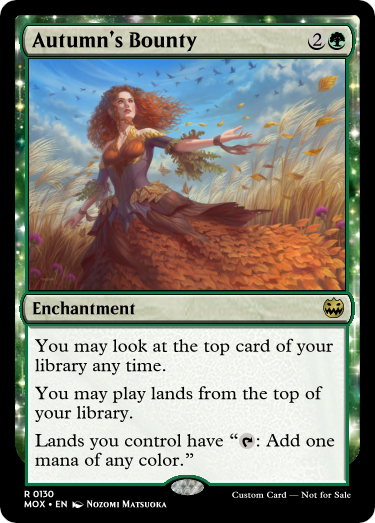 Autumn's Bounty 2
Enchantment
You may look at the top card of your
library any time.
You may play lands from the top of
your library.
Lands you control have “: Add one
mana of any color.”
R 0130
MOX • EN NOZOMI MATSUOKA
Custom Card — Not for Sale